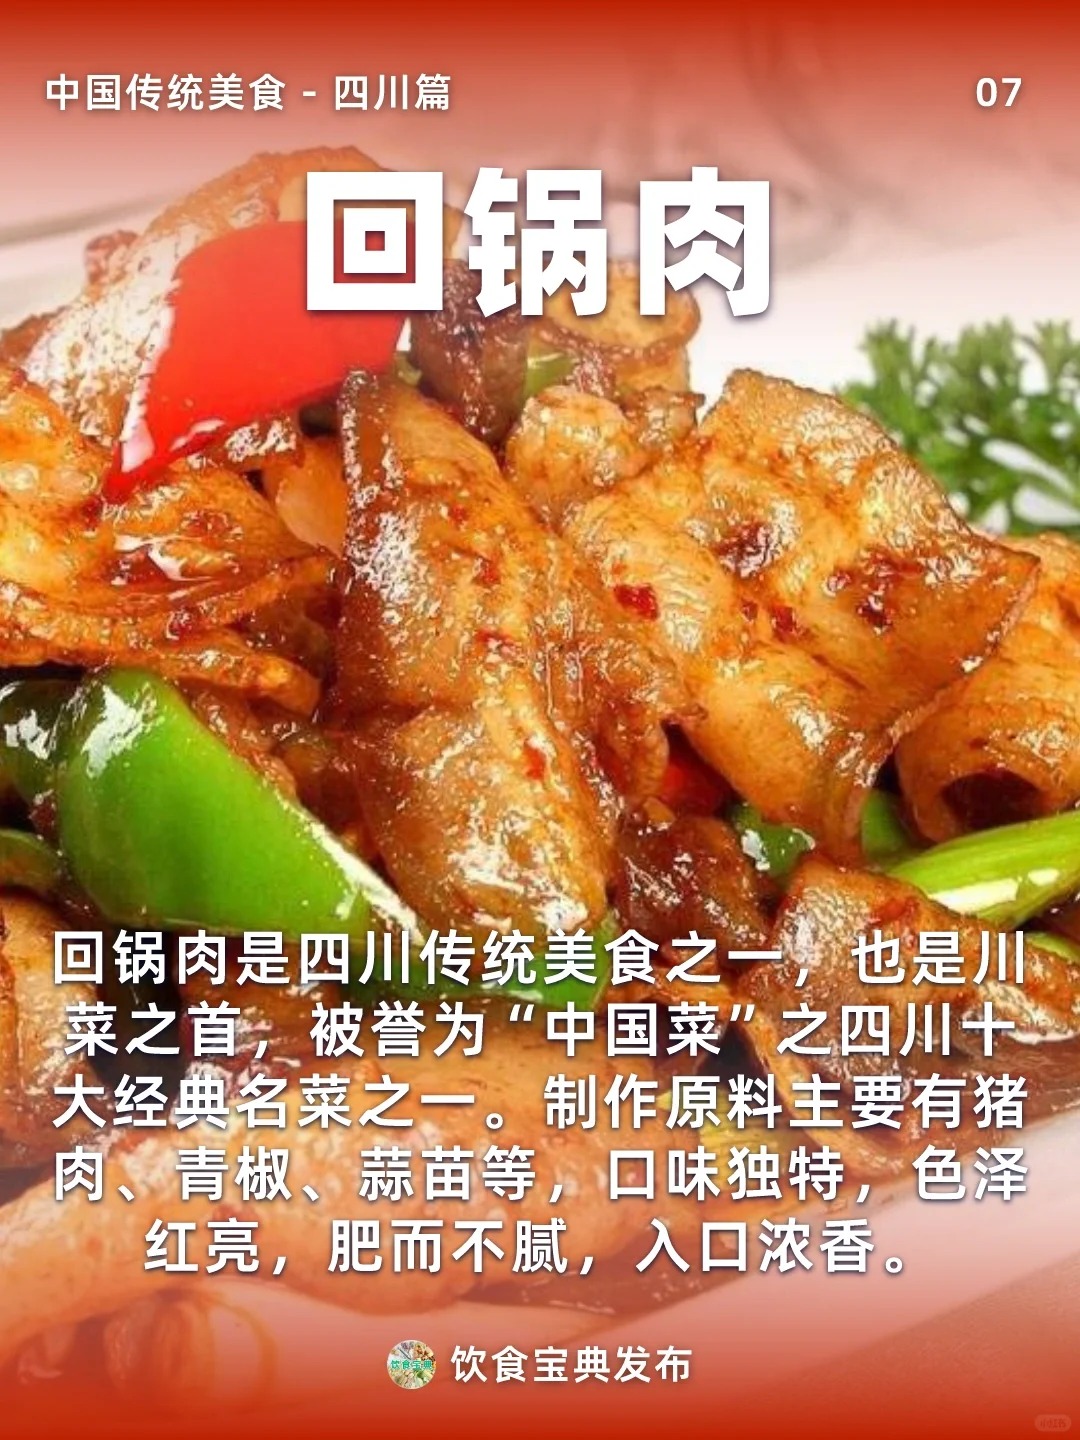 中国传统美食 - 四川篇
07
回锅肉
回锅肉是四川传统美食之一，也是川
菜之首，被誉为“中国菜”之四川十
大经典名菜之一。制作原料主要有猪
肉、青椒、蒜苗等，口味独特，色泽
红亮，肥而不腻，入口浓香。
饮食宝典
饮食宝典发布